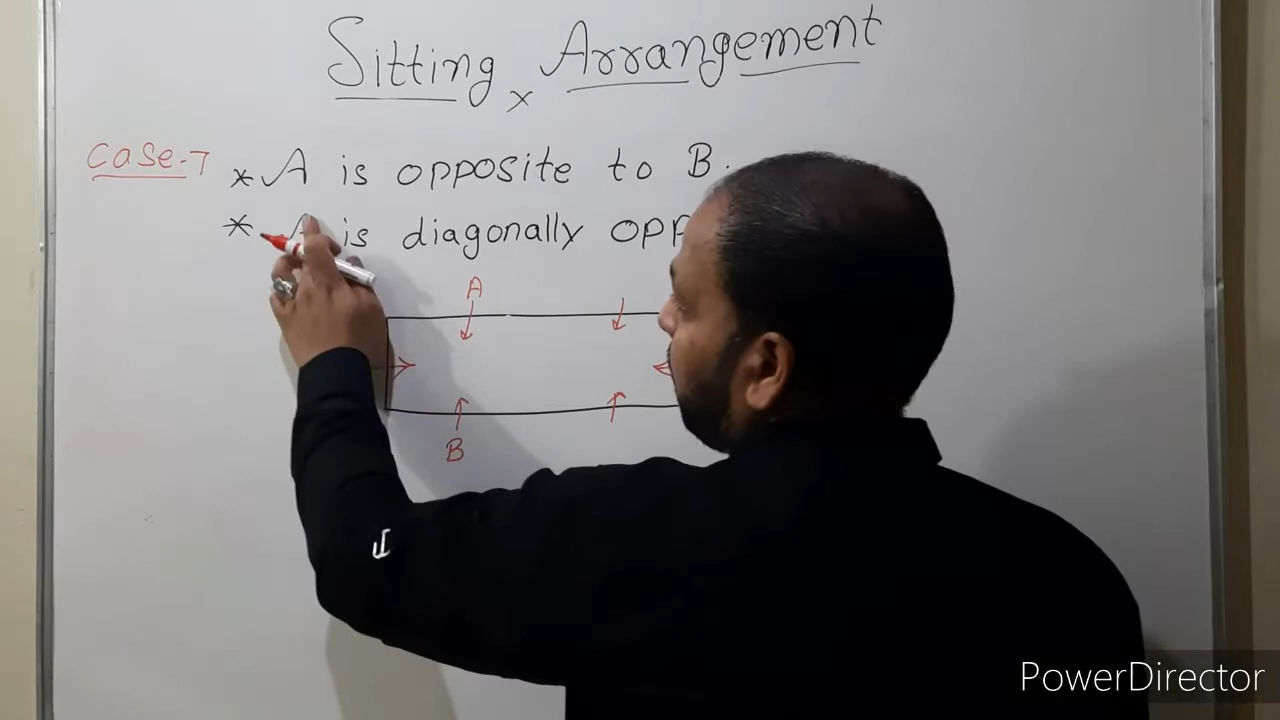 Sitting Arrangement
×
Case-7 * A is opposite to B.
* A is diagonally opp
A
B
PowerDirector